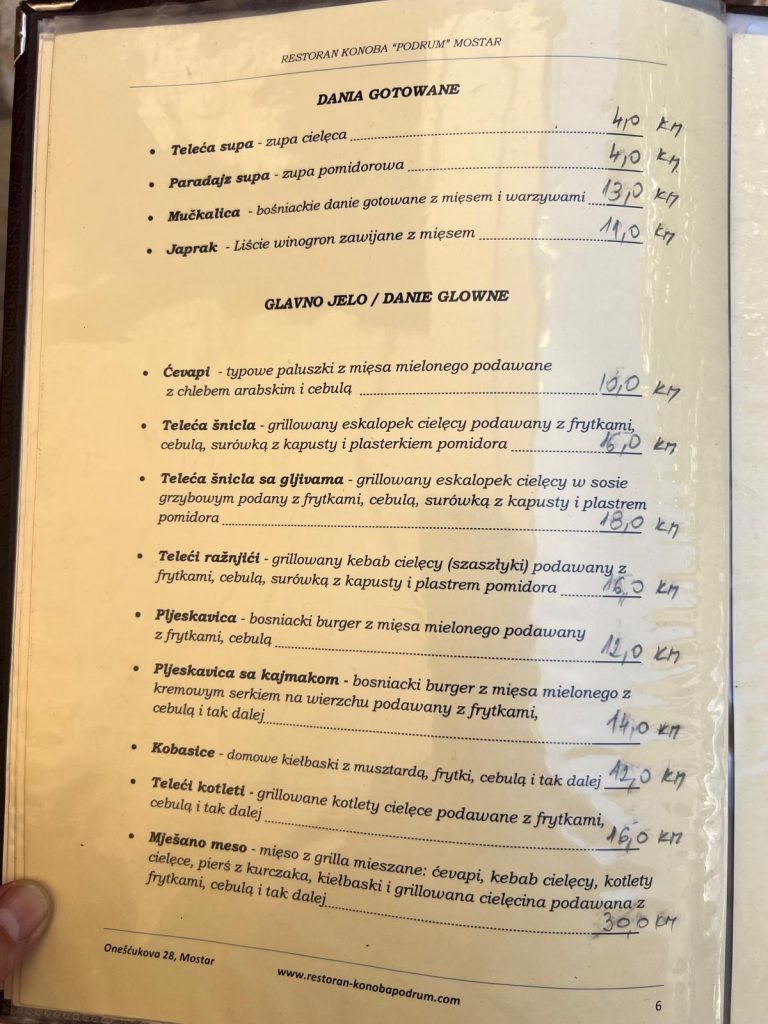 RESTORAN KONOBA "PODRUM" MOSTAR
DANIA GOTOWANE
• Teleća supa - zupa cielęca 4,0 KM
• Paradajz supa - zupa pomidorowa 4,0 KM
• Mučkalica - bośniackie danie gotowane z mięsem i warzywami 13,0 KM
• Japrak - Liście winogron zawijane z mięsem 11,0 KM
GLAVNO JELO / DANIE GLOWNE
• Ćevapi - typowe paluszki z mięsa mielonego podawane
z chlebem arabskim i cebulą 10,0 KM
• Teleća šnicla - grillowany eskalopek cielęcy podawany z frytkami,
cebulą, surówką z kapusty i plasterkiem pomidora 16,0 KM
• Teleća šnicla sa gljivama - grillowany eskalopek cielęcy w sosie
grzybowym podany z frytkami, cebulą, surówką z kapusty i plastrem
pomidora 18,0 KM
• Teleći ražnjići - grillowany kebab cielęcy (szaszłyki) podawany z
frytkami, cebulą, surówką z kapusty i plastrem pomidora 16,0 KM
• Pljeskavica - bosniacki burger z mięsa mielonego podawany
z frytkami, cebulą 12,0 KM
• Pljeskavica sa kajmakom - bosniacki burger z mięsa mielonego z
kremowym serkiem na wierzchu podawany z frytkami,
cebulą i tak dalej 14,0 KM
• Kobasice - domowe kiełbaski z musztardą, frytki, cebulą i tak dalej 12,0 KM
• Teleći kotleti - grillowane kotlety cielęce podawane z frytkami,
cebulą i tak dalej 16,0 KM
• Mješano meso - mięso z grilla mieszane: ćevapi, kebab cielęcy, kotlety
cielęce, pierś z kurczaka, kiełbaski i grillowana cielęcina podawana z
frytkami, cebulą i tak dalej 30,0 KM
Onešćukova 28, Mostar
www.restoran-konobapodrum.com
6